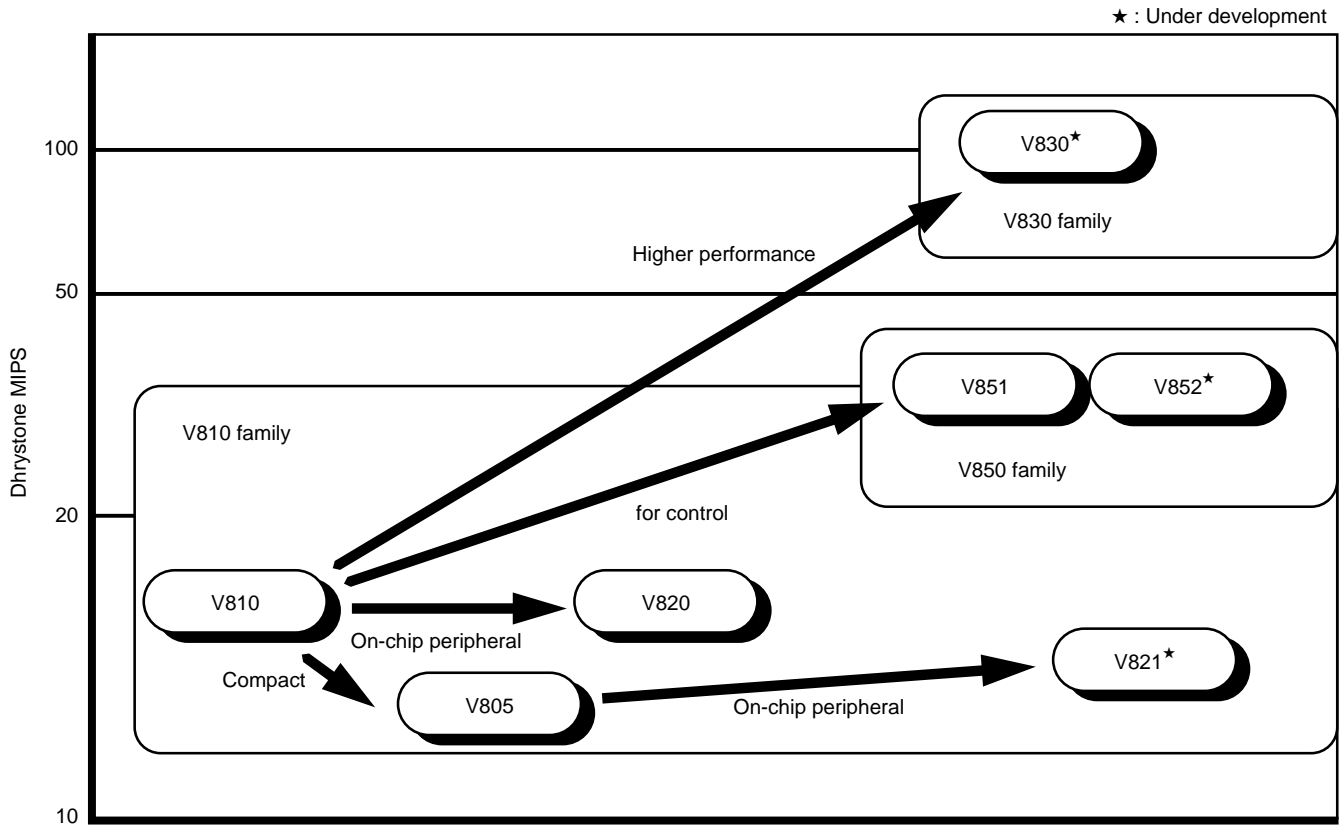 ★ : Under development
100
V830★
V830 family
Higher performance
50
Dhrystone MIPS
V851
V852★
V810 family
V850 family
20
for control
V810
V820
On-chip peripheral
V821★
Compact
V805
On-chip peripheral
10